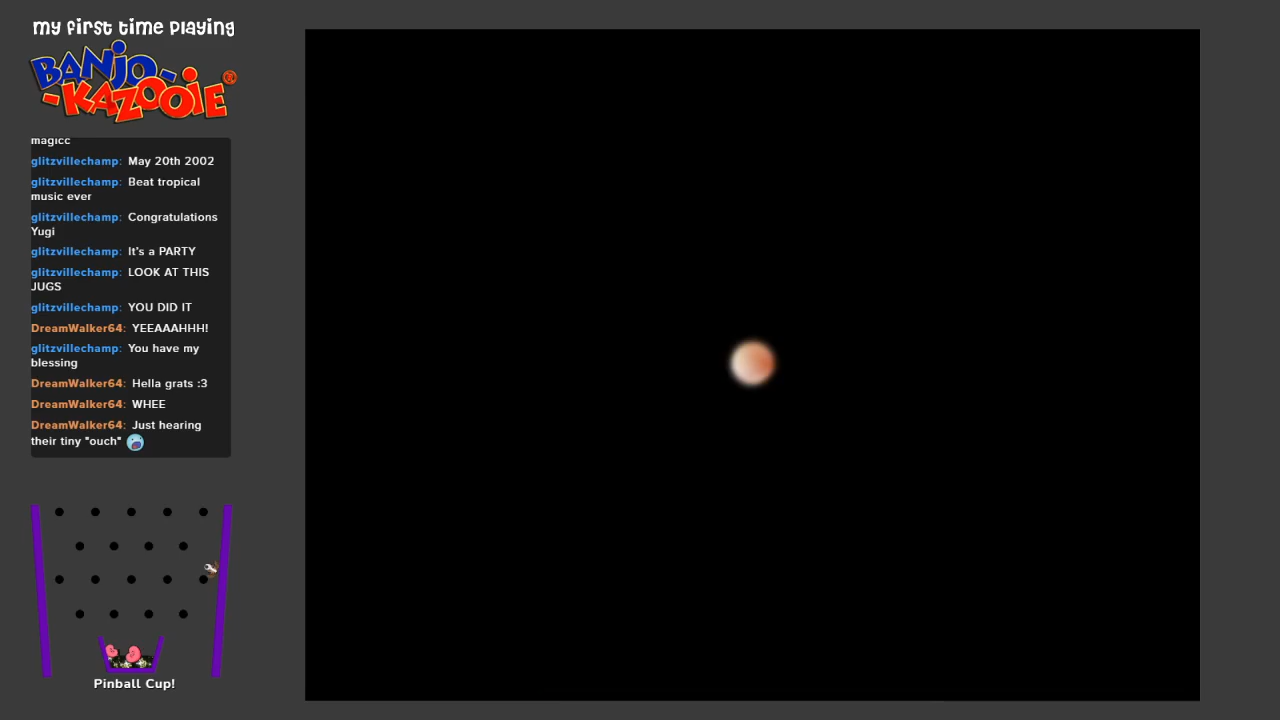 my first time playing
BANJO-
-KAZOOIE
magicc
glitzvillechamp: May 20th 2002
glitzvillechamp: Beat tropical
music ever
glitzvillechamp: Congratulations
Yugi
glitzvillechamp: It's a PARTY
glitzvillechamp: LOOK AT THIS
JUGS
glitzvillechamp: YOU DID IT
DreamWalker64: YEEAAAHHH!
glitzvillechamp: You have my
blessing
DreamWalker64: Hella grats :3
DreamWalker64: WHEE
DreamWalker64: Just hearing
their tiny "ouch"
Pinball Cup!